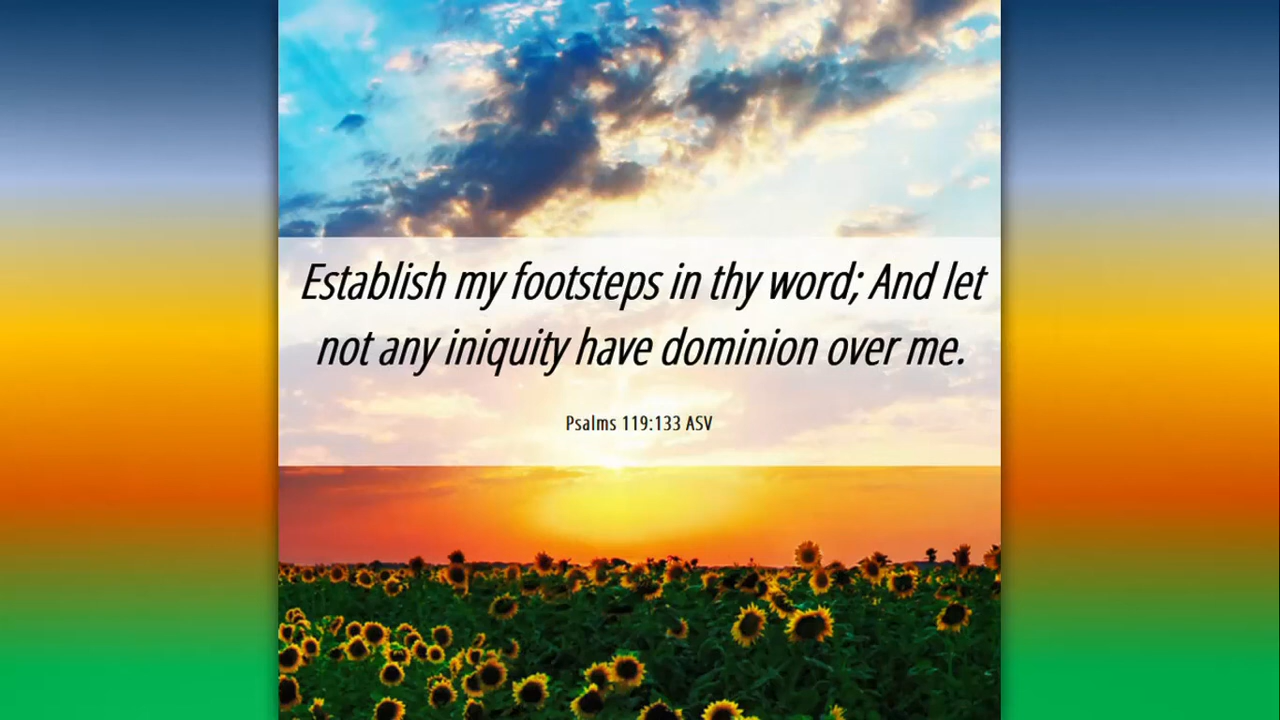 Establish my footsteps in thy word; And let
not any iniquity have dominion over me.
Psalms 119:133 ASV